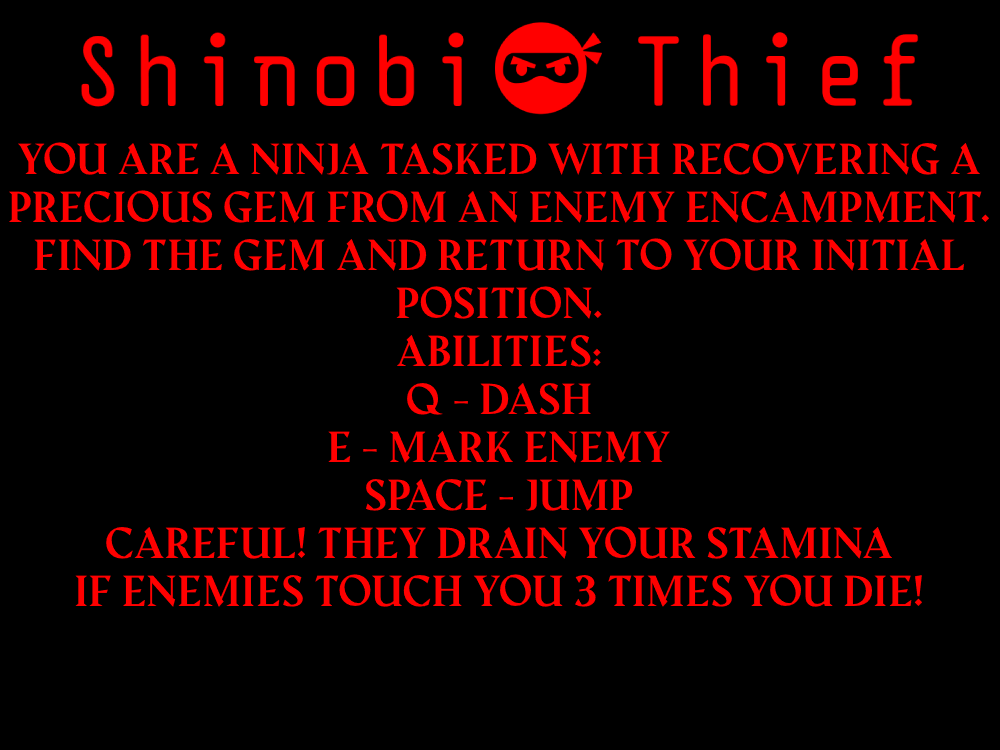 Shinobi Thief
YOU ARE A NINJA TASKED WITH RECOVERING A
PRECIOUS GEM FROM AN ENEMY ENCAMPMENT.
FIND THE GEM AND RETURN TO YOUR INITIAL
POSITION.
ABILITIES:
Q - DASH
E - MARK ENEMY
SPACE - JUMP
CAREFUL! THEY DRAIN YOUR STAMINA
IF ENEMIES TOUCH YOU 3 TIMES YOU DIE!